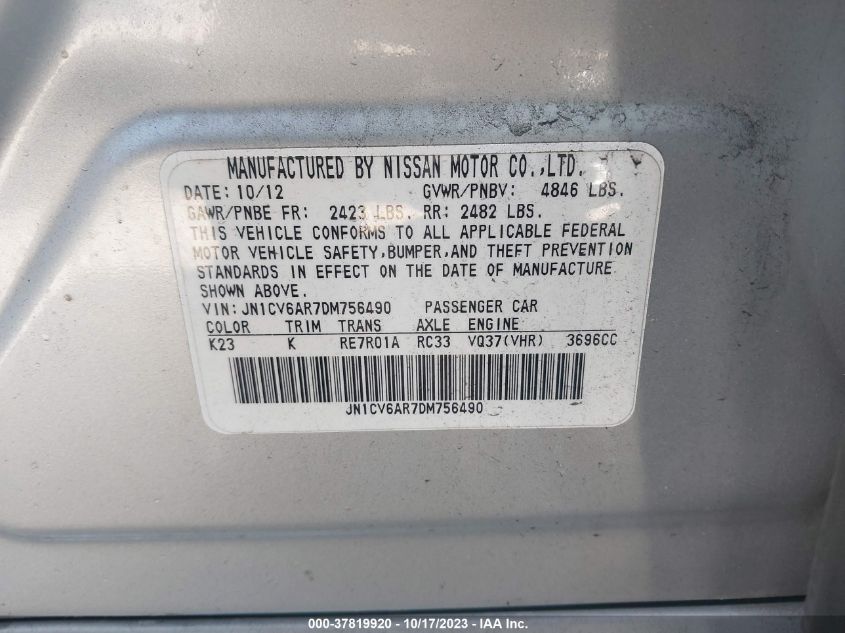 MANUFACTURED BY NISSAN MOTOR CO.,LTD.
DATE: 10/12 GVWR/PNBV: 4846 LBS.
GAWR/PNBE FR: 2423 LBS. RR: 2482 LBS.
THIS VEHICLE CONFORMS TO ALL APPLICABLE FEDERAL
MOTOR VEHICLE SAFETY,BUMPER,AND THEFT PREVENTION
STANDARDS IN EFFECT ON THE DATE OF MANUFACTURE
SHOWN ABOVE.
VIN:JN1CV6AR7DM756490 PASSENGER CAR
COLOR TRIM TRANS AXLE ENGINE
K23 K RE7R01A RC33 VQ37(VHR) 3696CC
JN1CV6AR7DM756490
000-37819920 - 10/17/2023 - IAA Inc.